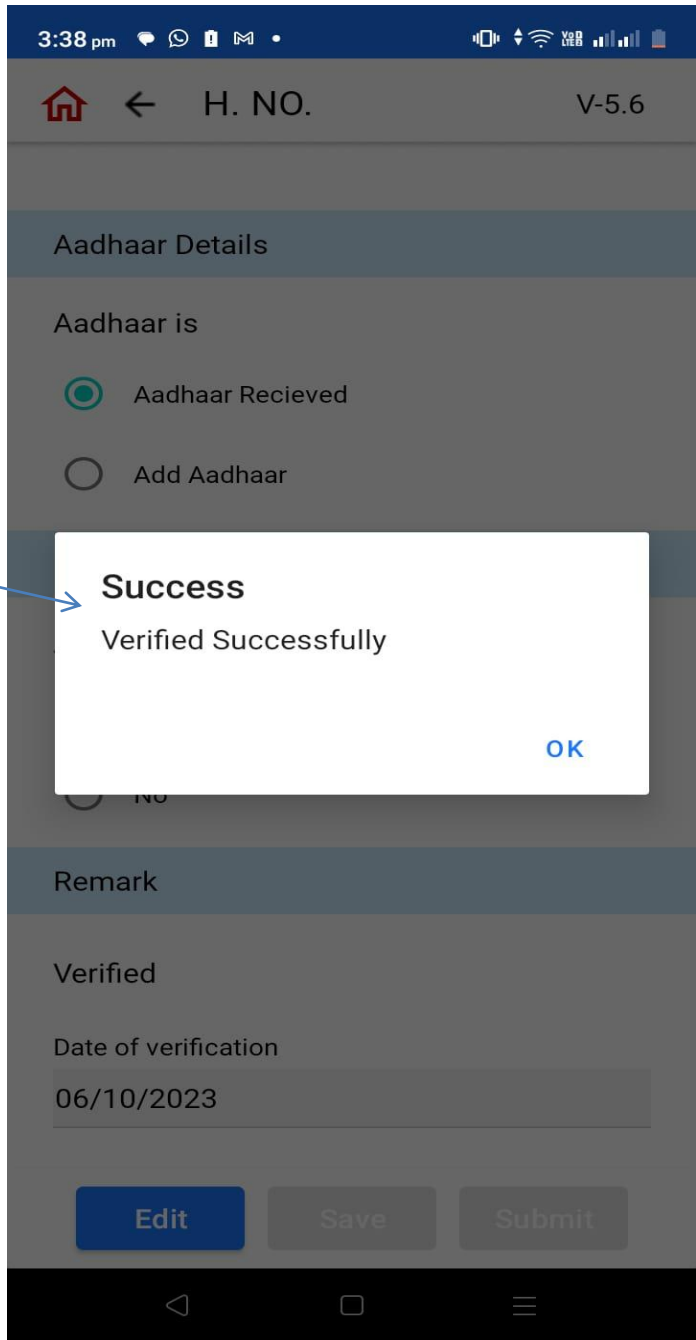 3:38 pm
H. NO. V-5.6
Aadhaar Details
Aadhaar is
Aadhaar Recieved
Add Aadhaar
Success
Verified Successfully
OK
No
Remark
Verified
Date of verification
06/10/2023
Edit Save Submit